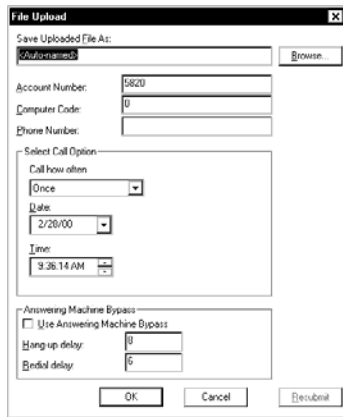 File Upload
Save Uploaded File As:
<Auto-named>
Browse...
Account Number: 5820
Computer Code: 0
Phone Number:
Select Call Option
Call how often
Once
Date:
2/28/00
Time:
9:36:14 AM
Answering Machine Bypass
Use Answering Machine Bypass
Hang-up delay: 8
Redial delay: 6
OK Cancel Resubmit